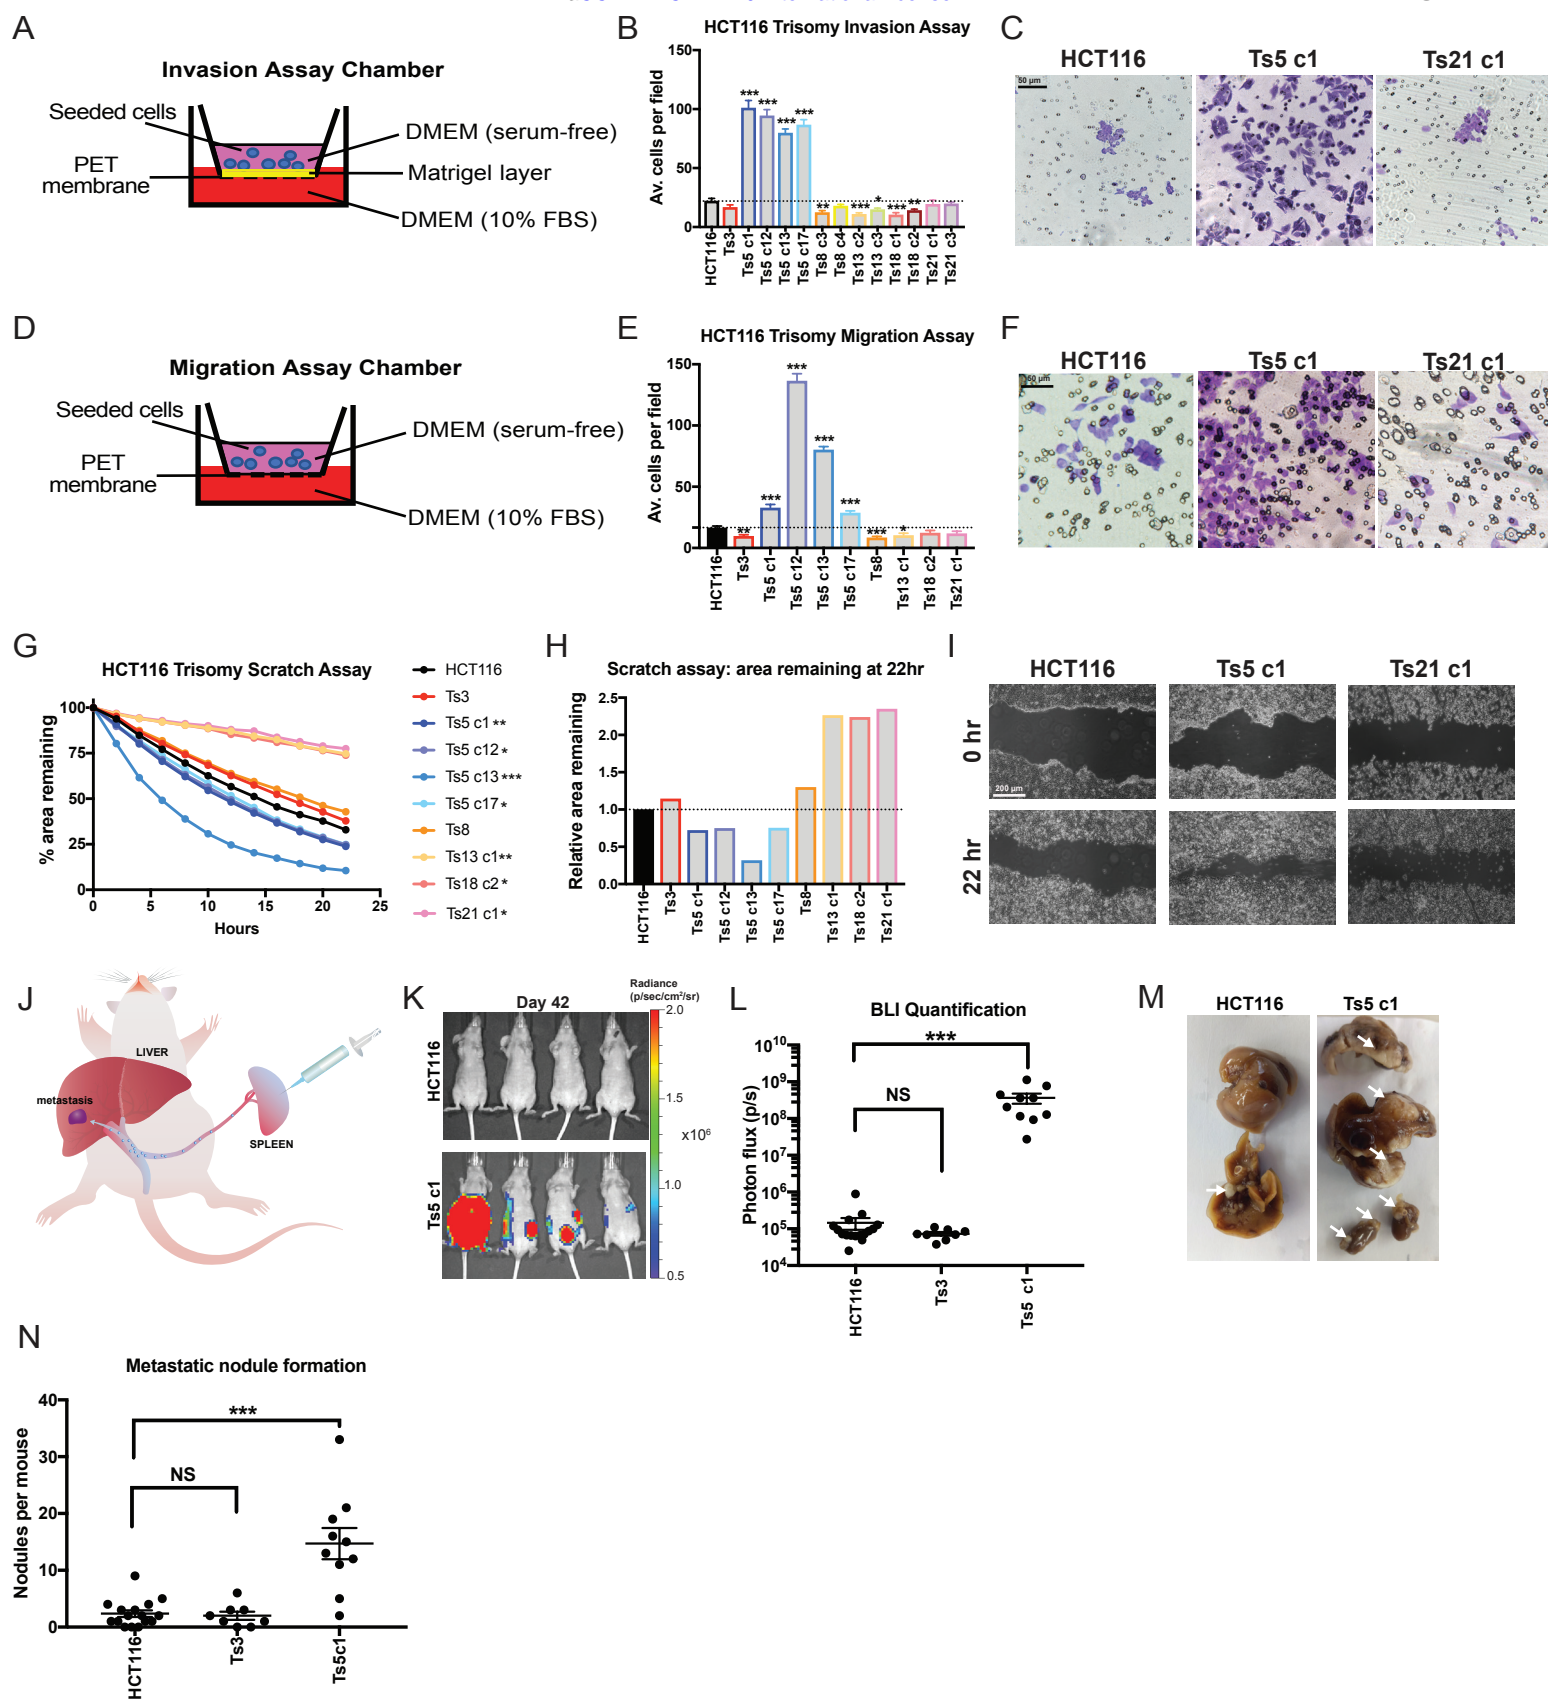 A
Invasion Assay Chamber
Seeded cells
DMEM (serum-free)
PET
membrane
Matrigel layer
DMEM (10% FBS)
B
HCT116 Trisomy Invasion Assay
Av. cells per field
150
100
50
0
***
***
***
***
**
***
*
***
**
HCT116
Ts3
Ts5 c1
Ts5 c12
Ts5 c13
Ts5 c17
Ts8 c3
Ts8 c4
Ts13 c2
Ts13 c3
Ts18 c1
Ts18 c2
Ts21 c1
Ts21 c3
C
HCT116
Ts5 c1
Ts21 c1
50 µm
D
Migration Assay Chamber
Seeded cells
DMEM (serum-free)
PET
membrane
DMEM (10% FBS)
E
HCT116 Trisomy Migration Assay
Av. cells per field
150
100
50
0
**
***
***
***
***
***
*
HCT116
Ts3
Ts5 c1
Ts5 c12
Ts5 c13
Ts5 c17
Ts8
Ts13 c1
Ts18 c2
Ts21 c1
F
HCT116
Ts5 c1
Ts21 c1
50 µm
G
HCT116 Trisomy Scratch Assay
% area remaining
100
75
50
25
0
0
5
10
15
20
25
Hours
HCT116
Ts3
Ts5 c1**
Ts5 c12*
Ts5 c13***
Ts5 c17*
Ts8
Ts13 c1**
Ts18 c2*
Ts21 c1*
H
Scratch assay: area remaining at 22hr
Relative area remaining
2.5
2.0
1.5
1.0
0.5
0.0
HCT116
Ts3
Ts5 c1
Ts5 c12
Ts5 c13
Ts5 c17
Ts8
Ts13 c1
Ts18 c2
Ts21 c1
I
HCT116
Ts5 c1
Ts21 c1
0 hr
200 µm
22 hr
J
LIVER
metastasis
SPLEEN
K
Day 42
HCT116
Ts5 c1
Radiance
(p/sec/cm²/sr)
2.0
1.5
x10⁶
1.0
0.5
L
BLI Quantification
Photon flux (p/s)
10¹⁰
10⁹
10⁸
10⁷
10⁶
10⁵
10⁴
***
NS
HCT116
Ts3
Ts5 c1
M
HCT116
Ts5 c1
N
Metastatic nodule formation
Nodules per mouse
40
30
20
10
0
***
NS
HCT116
Ts3
Ts5c1